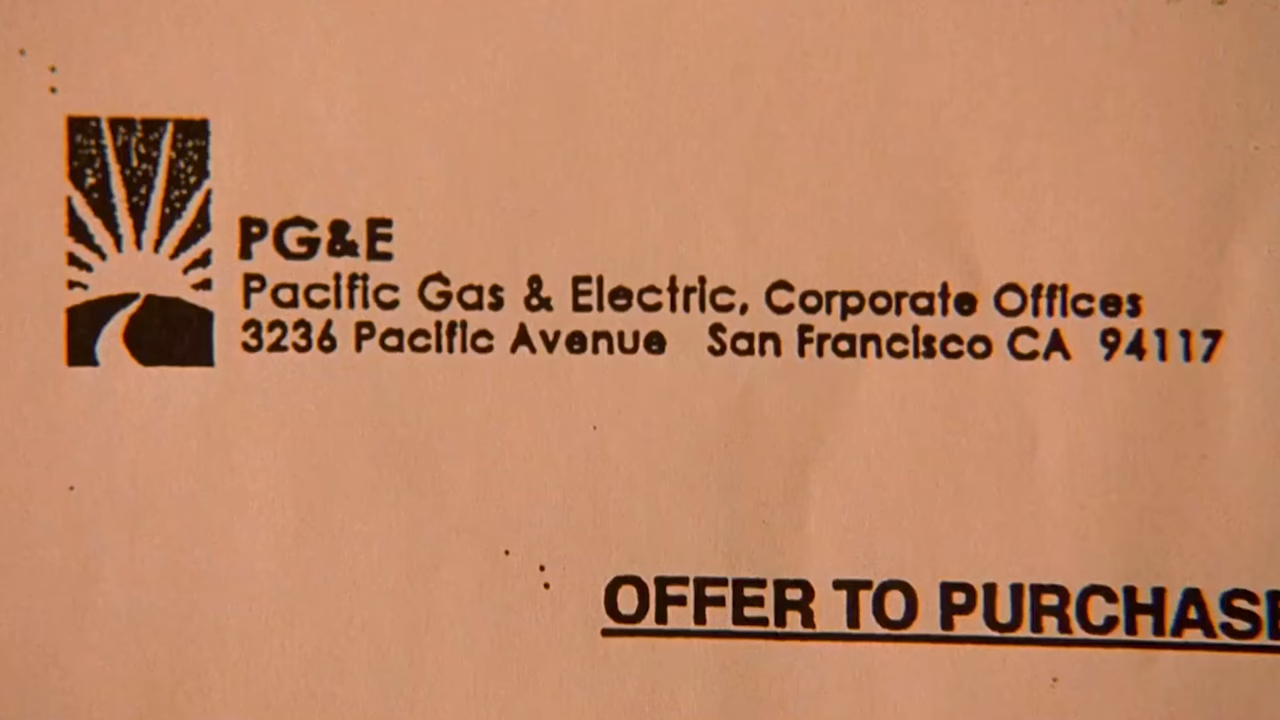 PG&E
Pacific Gas & Electric, Corporate Offices
3236 Pacific Avenue San Francisco CA 94117
OFFER TO PURCHASE